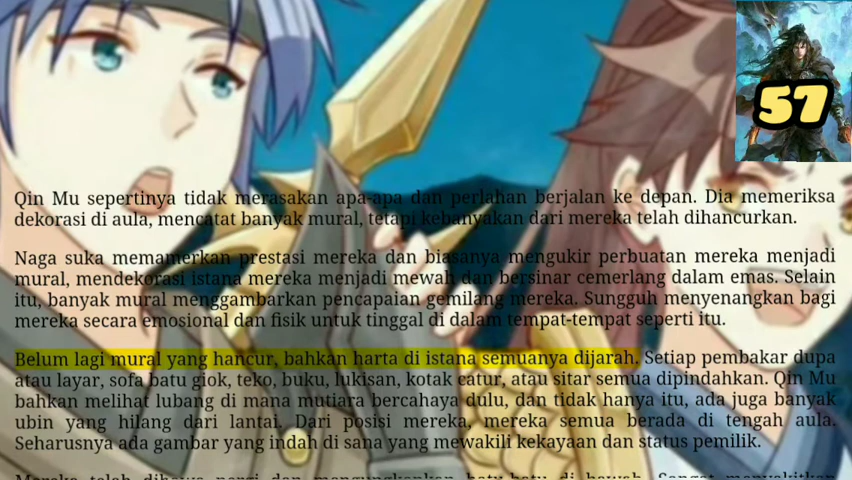 57
Qin Mu sepertinya tidak merasakan apa-apa dan perlahan berjalan ke depan. Dia memeriksa
dekorasi di aula, mencatat banyak mural, tetapi kebanyakan dari mereka telah dihancurkan.
Naga suka memamerkan prestasi mereka dan biasanya mengukir perbuatan mereka menjadi
mural, mendekorasi istana mereka menjadi mewah dan bersinar cemerlang dalam emas. Selain
itu, banyak mural menggambarkan pencapaian gemilang mereka. Sungguh menyenangkan bagi
mereka secara emosional dan fisik untuk tinggal di dalam tempat-tempat seperti itu.
Belum lagi mural yang hancur, bahkan harta di istana semuanya dijarah. Setiap pembakar dupa
atau layar, sofa batu giok, teko, buku, lukisan, kotak catur, atau sitar semua dipindahkan. Qin Mu
bahkan melihat lubang di mana mutiara bercahaya dulu, dan tidak hanya itu, ada juga banyak
ubin yang hilang dari lantai. Dari posisi mereka, mereka semua berada di tengah aula.
Seharusnya ada gambar yang indah di sana yang mewakili kekayaan dan status pemilik.